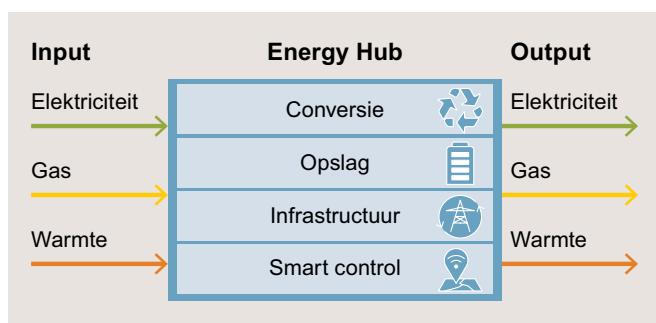 Input
Energy Hub
Output
Elektriciteit
Conversie
Elektriciteit
Gas
Opslag
Gas
Infrastructuur
Warmte
Warmte
Smart control